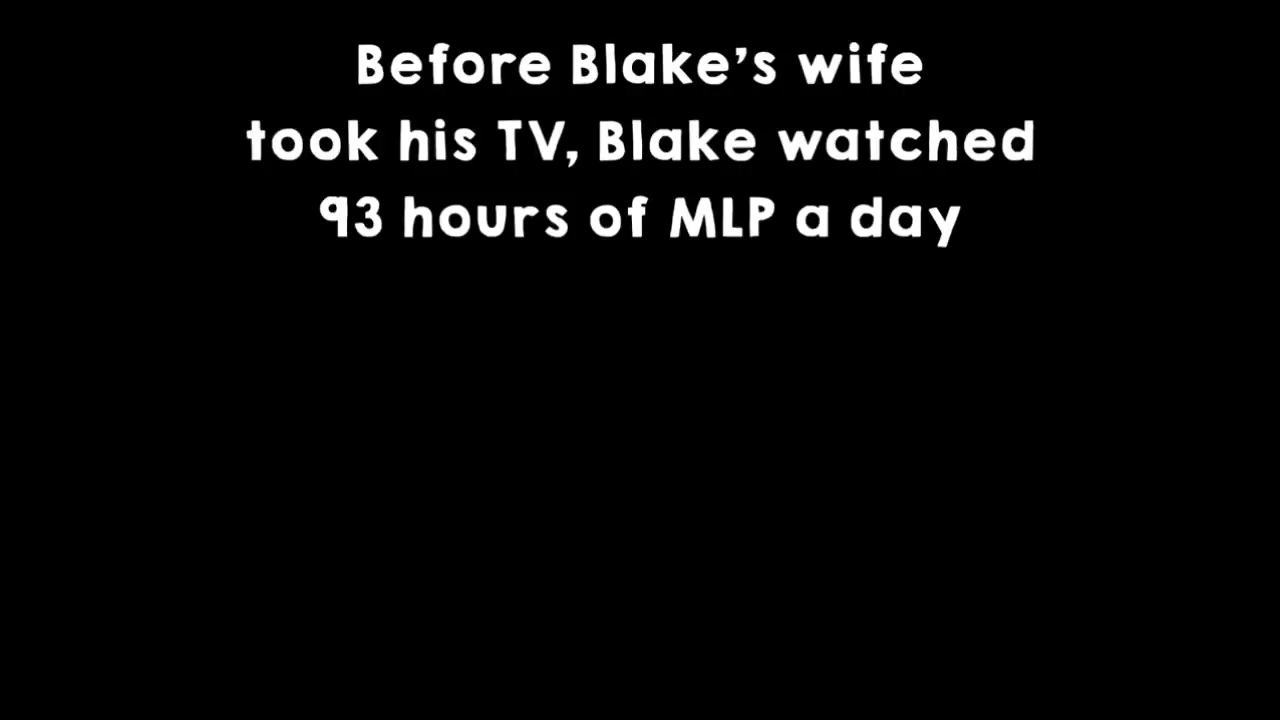 Before Blake’s wife
took his TV, Blake watched
93 hours of MLP a day